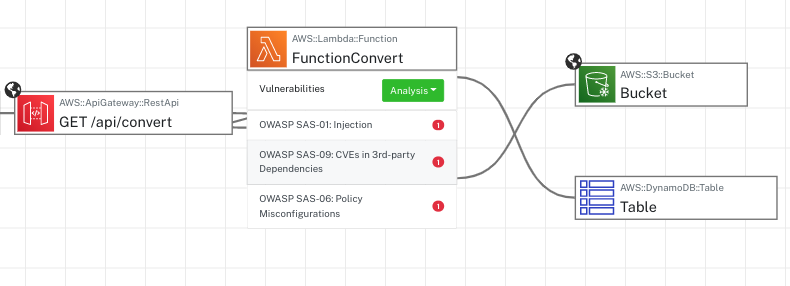 AWS::Lambda::Function
FunctionConvert
Vulnerabilities
Analysis
OWASP SAS-01: Injection
1
OWASP SAS-09: CVEs in 3rd-party
Dependencies
1
OWASP SAS-06: Policy
Misconfigurations
1
AWS::ApiGateway::RestApi
GET /api/convert
AWS::S3::Bucket
Bucket
AWS::DynamoDB::Table
Table